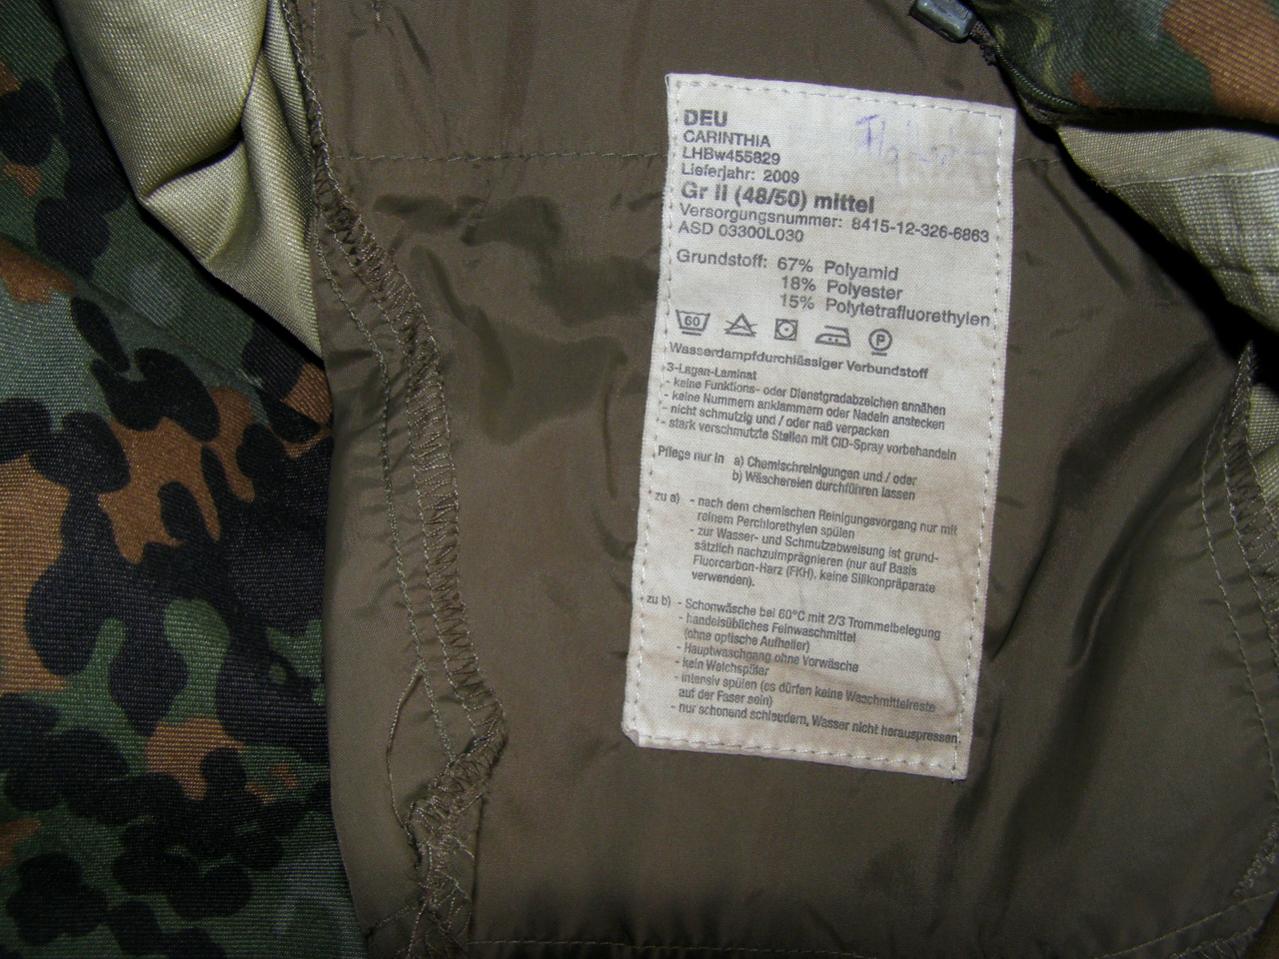 DEU
CARINTHIA
LHBw455829
Lieferjahr: 2009
Gr II (48/50) mittel
Versorgungsnummer: 8415-12-326-6863
ASD 03300L030
Grundstoff: 67% Polyamid
18% Polyester
15% Polytetrafluorethylen
60 P
Wasserdampfdurchlässiger Verbundstoff
3-Lagen-Laminat
- keine Funktions- oder Dienstgradabzeichen annähen
- keine Nummern anklammern oder Nadeln anstecken
- nicht schmutzig und / oder naß verpacken
- stark verschmutzte Stellen mit CID-Spray vorbehandeln
Pflege nur in a) Chemischreinigungen und / oder
b) Wäschereien durchführen lassen
zu a) - nach dem chemischen Reinigungsvorgang nur mit
reinem Perchlorethylen spülen
- zur Wasser- und Schmutzabweisung ist grund-
sätzlich nachzuimprägnieren (nur auf Basis
Fluorcarbon-Harz (FKH), keine Silikonpräparate
verwenden).
zu b) - Schonwäsche bei 60°C mit 2/3 Trommelbelegung
- handelsübliches Feinwaschmittel
(ohne optische Aufheller)
- Hauptwaschgang ohne Vorwäsche
- kein Weichspüler
- intensiv spülen (es dürfen keine Waschmittelreste
auf der Faser sein)
- nur schonend schleudern, Wasser nicht herauspressen.